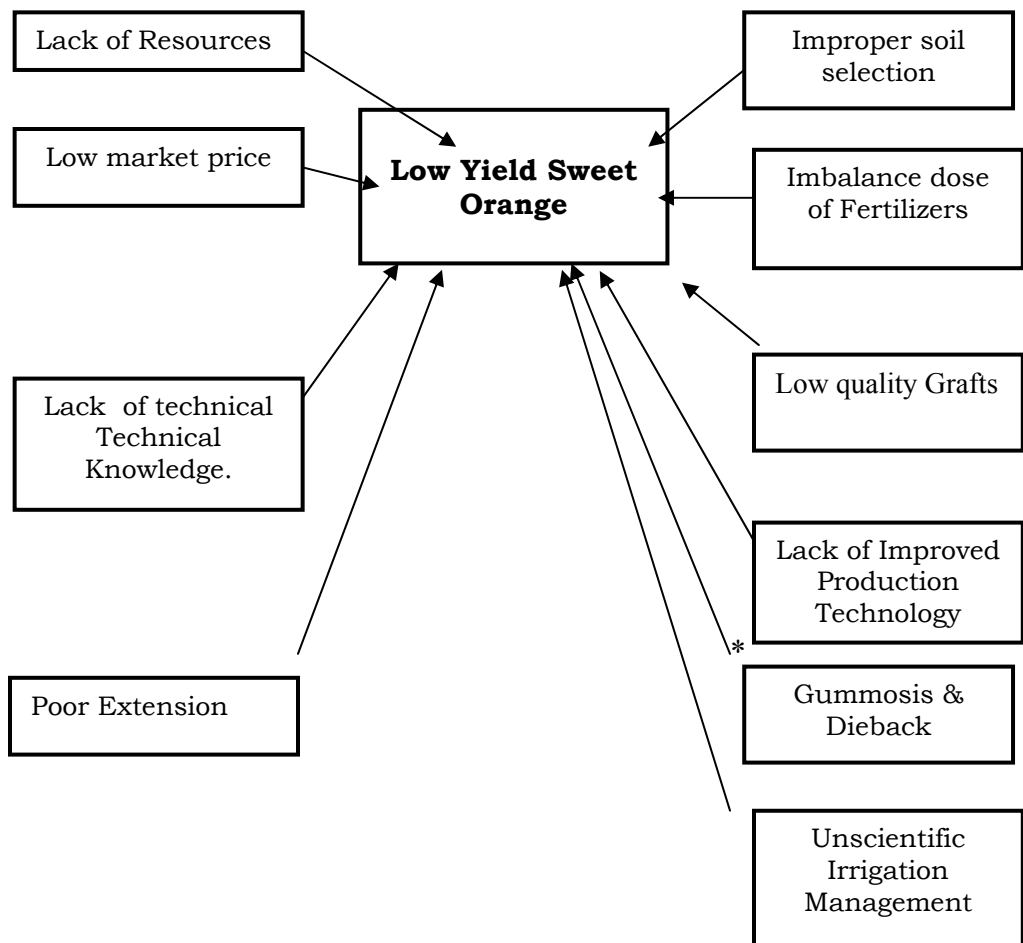 Lack of Resources
Improper soil
selection
Low market price
Low Yield Sweet
Orange
Imbalance dose
of Fertilizers
Lack of technical
Technical
Knowledge.
Low quality Grafts
Lack of Improved
Production
Technology
*
Poor Extension
Gummosis &
Dieback
Unscientific
Irrigation
Management